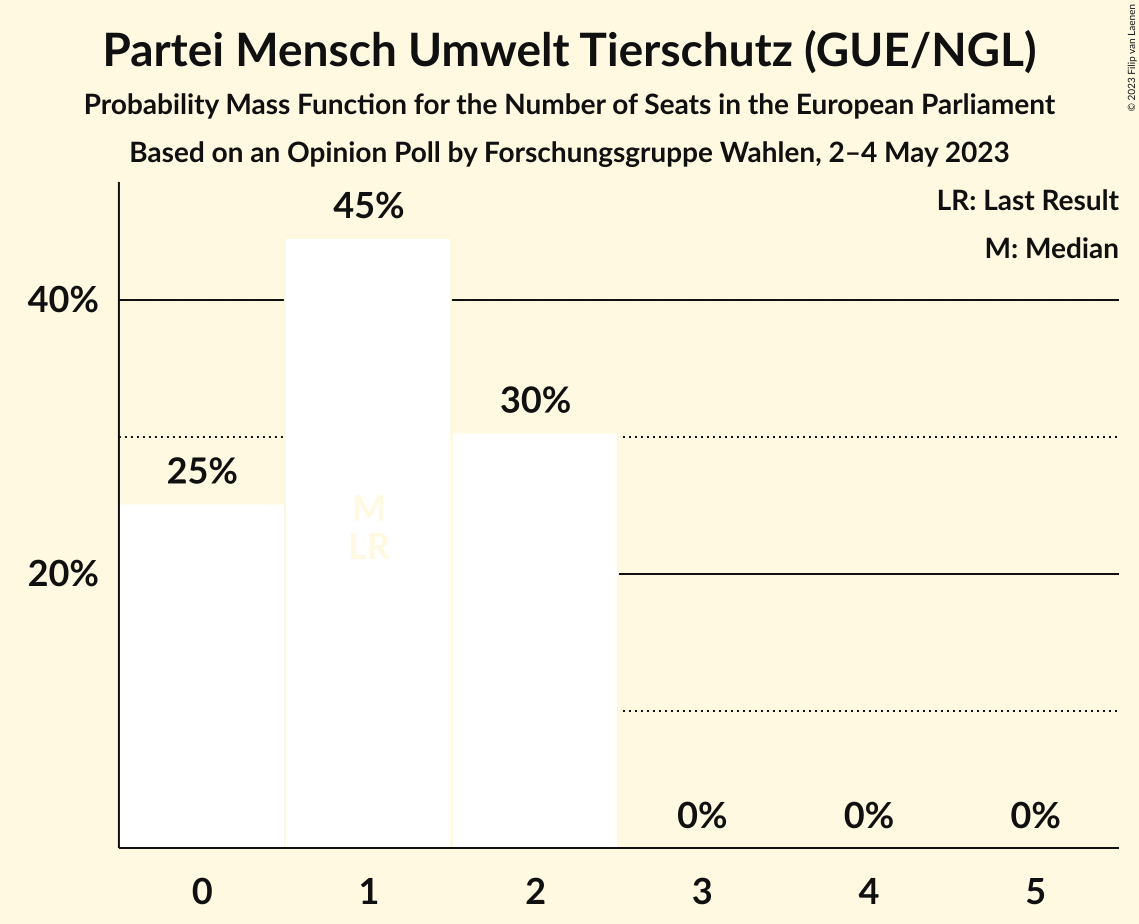 Partei Mensch Umwelt Tierschutz (GUE/NGL)
Probability Mass Function for the Number of Seats in the European Parliament
Based on an Opinion Poll by Forschungsgruppe Wahlen, 2–4 May 2023
© 2023 Filip van Laenen
LR: Last Result
M: Median
45%
40%
30%
25%
M
LR
20%
0% 0% 0%
0 1 2 3 4 5